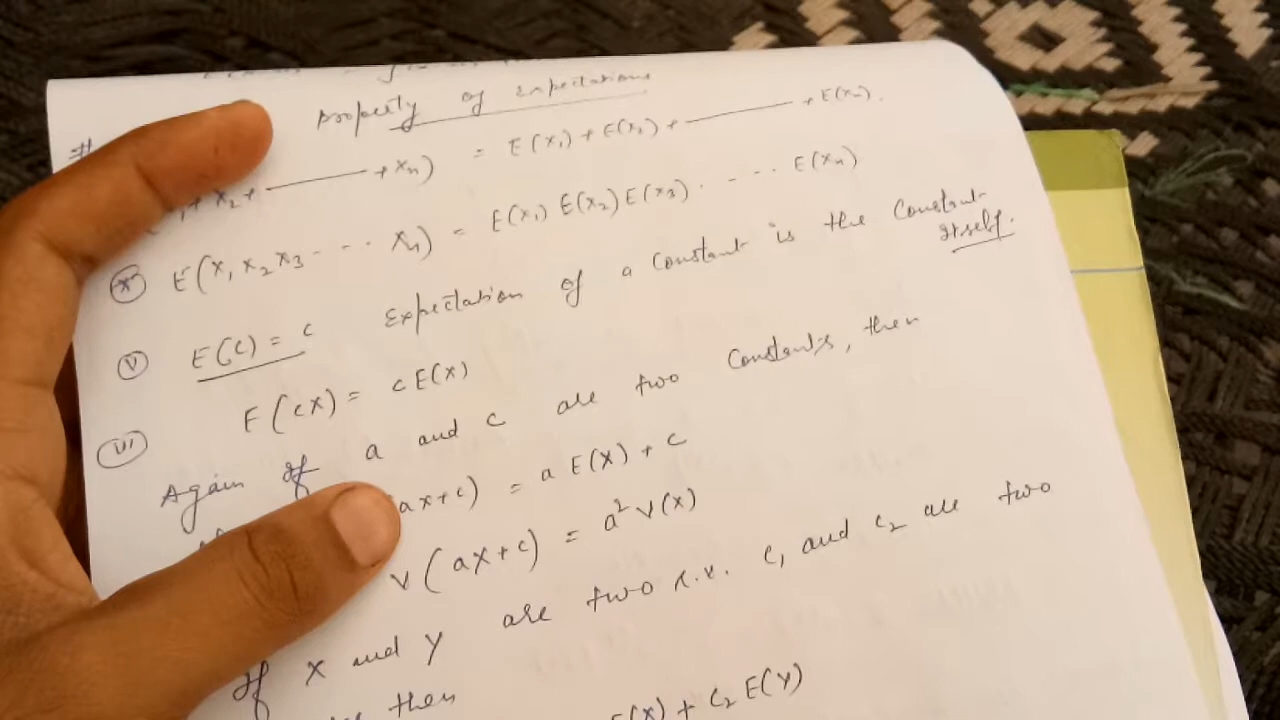 # Property of expectations
+ x₂ + ——— + xₙ) = E(x₁) + E(x₂) + ——— + E(xₙ).
E(x₁ x₂ x₃ - - - · xₙ) = E(x₁) E(x₂) E(x₃) · - - - · E(xₙ)
(V) E(C) = c Expectation of a constant is the constant
itself.
(VI) E(cX) = c E(X)
Again If a and c are two constants, then
ax+c) = a E(X) + c
V(aX+c) = a² V(X)
If X and Y are two r.v. c₁ and c₂ are two
then
E(X) + c₂ E(Y)